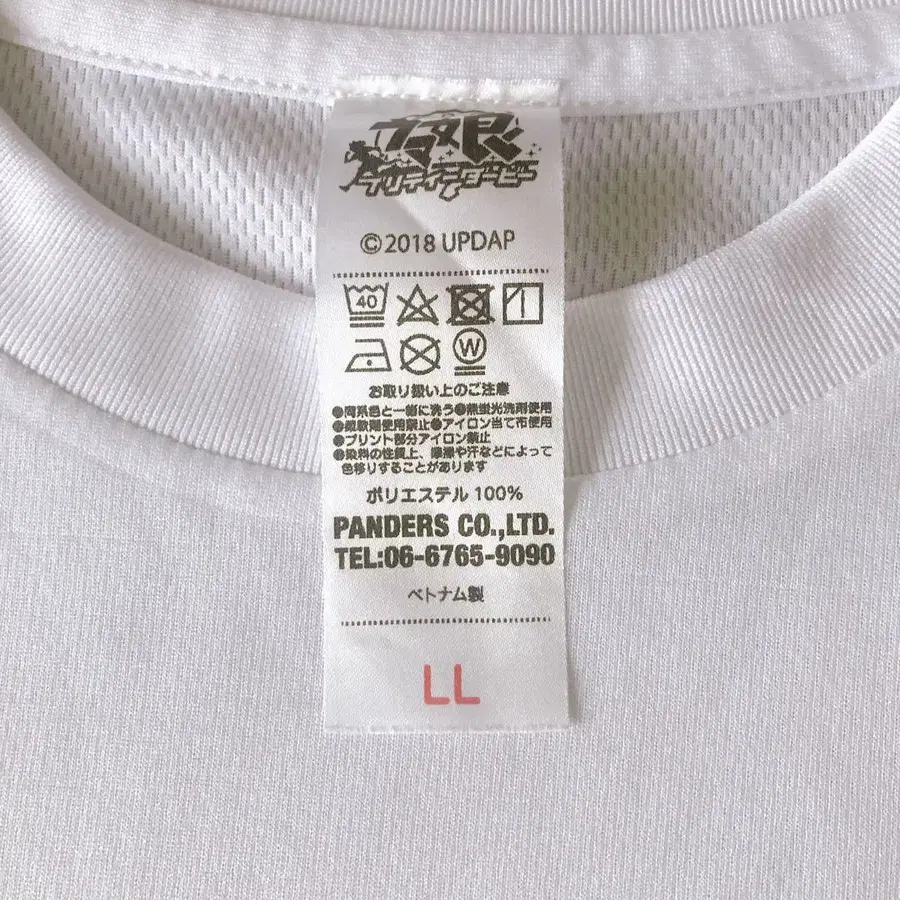 ウマ娘
プリティーダービー
©2018 UPDAP
40
W
お取り扱い上のご注意
●同系色と一緒に洗う●無蛍光洗剤使用
●柔軟剤使用禁止●アイロン当て布使用
●プリント部分アイロン禁止
●染料の性質上、摩擦や汗などによって
色移りすることがあります
ポリエステル 100%
PANDERS CO.,LTD.
TEL:06-6765-9090
ベトナム製
LL